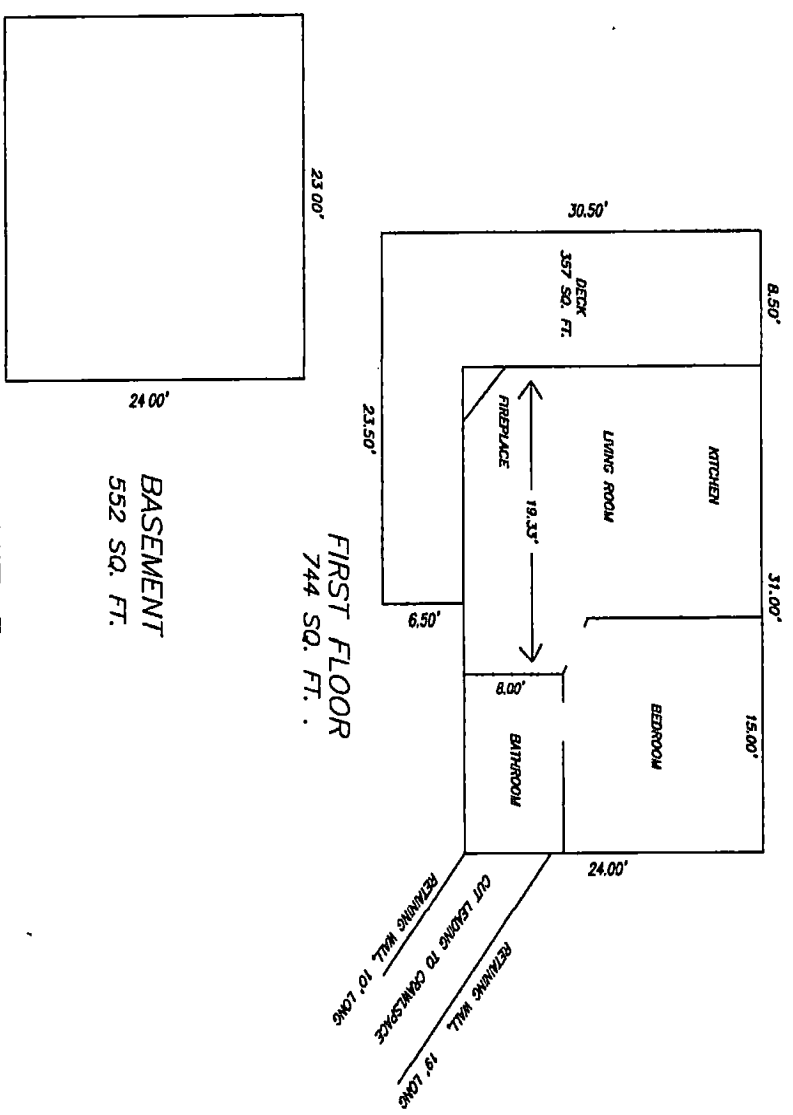 30.50'
8.50'
DECK
357 SQ. FT.
KITCHEN
LIVING ROOM
FIREPLACE
19.33'
31.00'
23.50'
6.50'
15.00'
BEDROOM
8.00'
BATHROOM
24.00'
FIRST FLOOR
744 SQ. FT. .
RETAINING WALL, 10' LONG
CUT LEADING TO CRAWLSPACE
RETAINING WALL, 19' LONG
23 00'
24 00'
BASEMENT
552 SQ. FT.